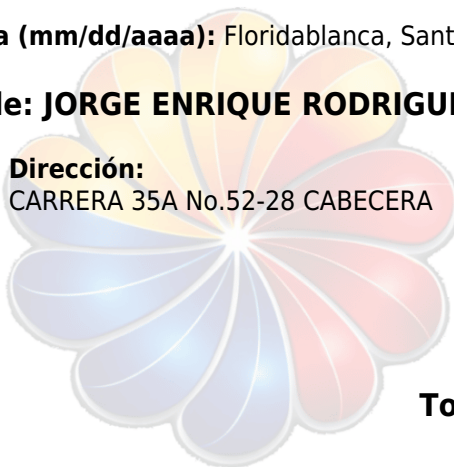 a (mm/dd/aaaa): Floridablanca, Sant
le: JORGE ENRIQUE RODRIGU
Dirección:
CARRERA 35A No.52-28 CABECERA
To